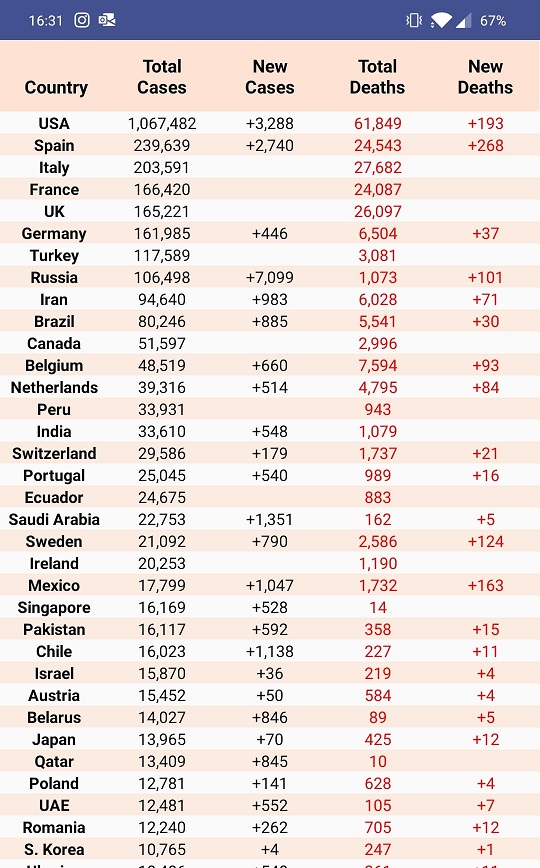 16:31 67%
Country Total Cases New Cases Total Deaths New Deaths
USA 1,067,482 +3,288 61,849 +193
Spain 239,639 +2,740 24,543 +268
Italy 203,591 27,682
France 166,420 24,087
UK 165,221 26,097
Germany 161,985 +446 6,504 +37
Turkey 117,589 3,081
Russia 106,498 +7,099 1,073 +101
Iran 94,640 +983 6,028 +71
Brazil 80,246 +885 5,541 +30
Canada 51,597 2,996
Belgium 48,519 +660 7,594 +93
Netherlands 39,316 +514 4,795 +84
Peru 33,931 943
India 33,610 +548 1,079
Switzerland 29,586 +179 1,737 +21
Portugal 25,045 +540 989 +16
Ecuador 24,675 883
Saudi Arabia 22,753 +1,351 162 +5
Sweden 21,092 +790 2,586 +124
Ireland 20,253 1,190
Mexico 17,799 +1,047 1,732 +163
Singapore 16,169 +528 14
Pakistan 16,117 +592 358 +15
Chile 16,023 +1,138 227 +11
Israel 15,870 +36 219 +4
Austria 15,452 +50 584 +4
Belarus 14,027 +846 89 +5
Japan 13,965 +70 425 +12
Qatar 13,409 +845 10
Poland 12,781 +141 628 +4
UAE 12,481 +552 105 +7
Romania 12,240 +262 705 +12
S. Korea 10,765 +4 247 +1